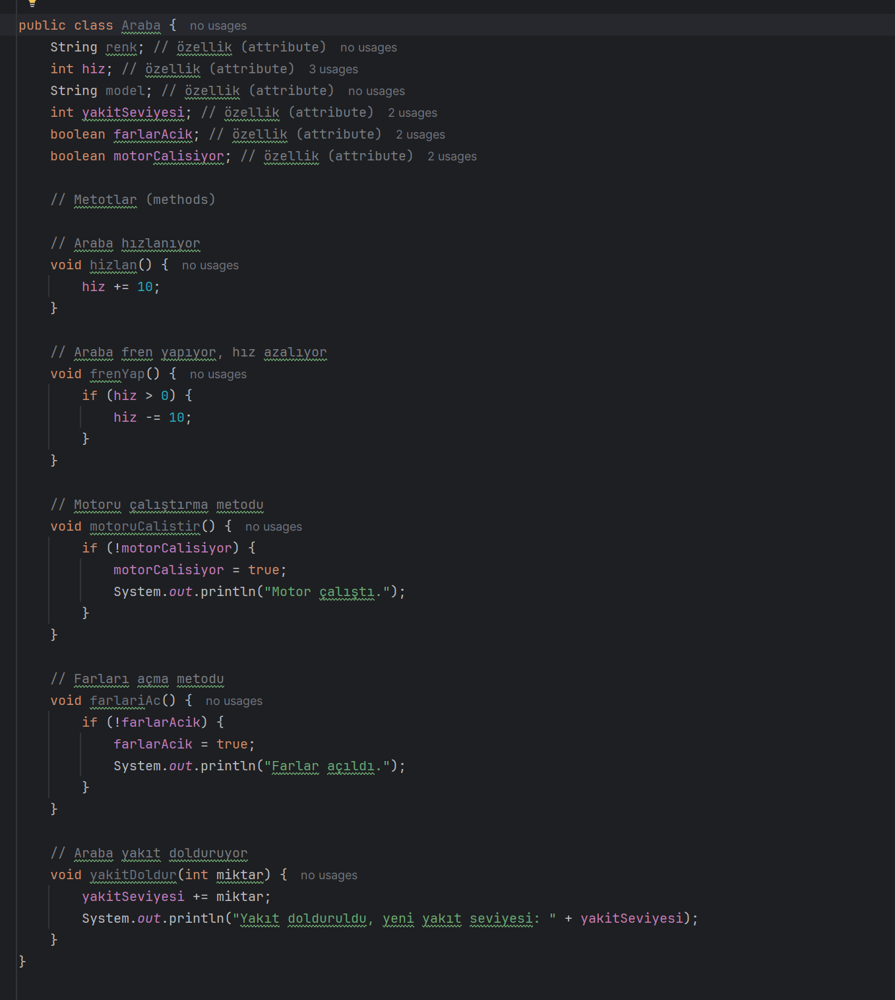 public class Araba {   no usages
    String renk; // özellik (attribute)   no usages
    int hiz; // özellik (attribute)   3 usages
    String model; // özellik (attribute)   no usages
    int yakitSeviyesi; // özellik (attribute)   2 usages
    boolean farlarAcik; // özellik (attribute)   2 usages
    boolean motorCalisiyor; // özellik (attribute)   2 usages
    // Metotlar (methods)
    // Araba hızlanıyor
    void hizlan() {   no usages
        hiz += 10;
    }
    // Araba fren yapıyor, hız azalıyor
    void frenYap() {   no usages
        if (hiz > 0) {
            hiz -= 10;
        }
    }
    // Motoru çalıştırma metodu
    void motoruCalistir() {   no usages
        if (!motorCalisiyor) {
            motorCalisiyor = true;
            System.out.println("Motor çalıştı.");
        }
    }
    // Farları açma metodu
    void farlariAc() {   no usages
        if (!farlarAcik) {
            farlarAcik = true;
            System.out.println("Farlar açıldı.");
        }
    }
    // Araba yakıt dolduruyor
    void yakitDoldur(int miktar) {   no usages
        yakitSeviyesi += miktar;
        System.out.println("Yakıt dolduruldu, yeni yakıt seviyesi: " + yakitSeviyesi);
    }
}